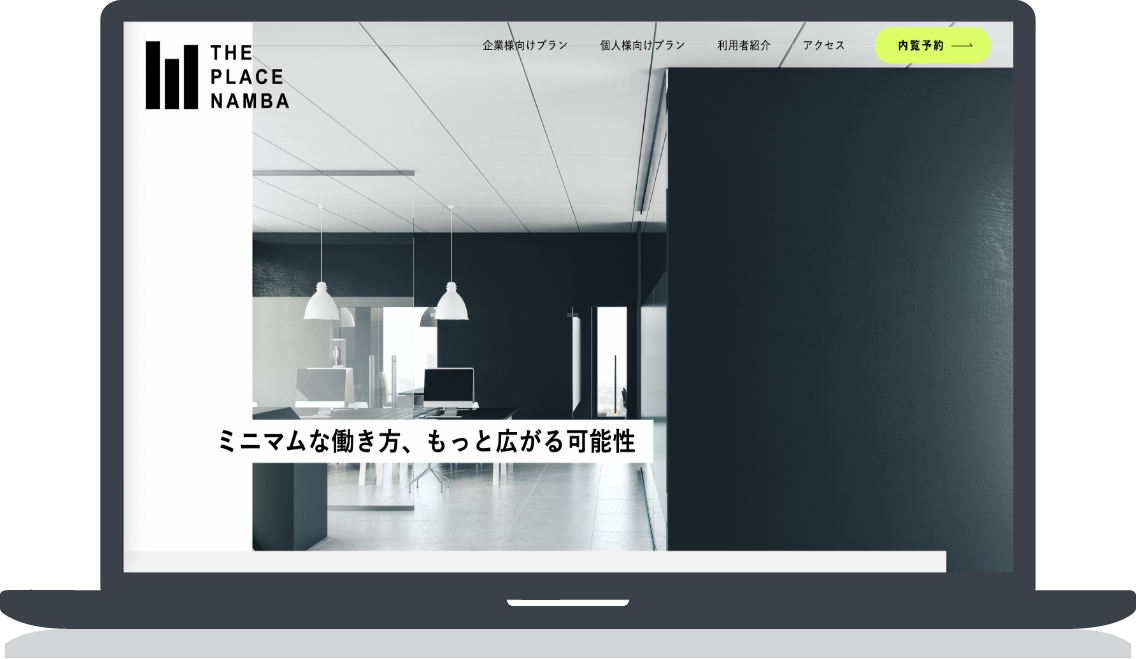 THE
PLACE
NAMBA
企業様向けプラン
個人様向けプラン
利用者紹介
アクセス
内覧予約
ミニマムな働き方、もっと広がる可能性